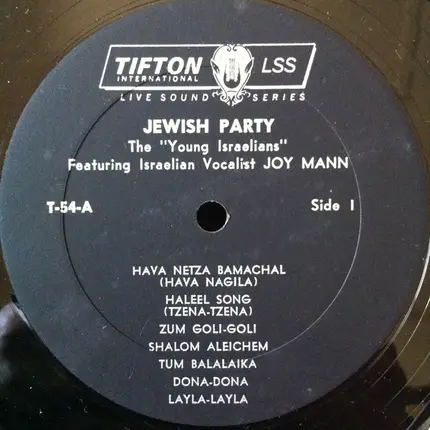 TIFTON LSS
INTERNATIONAL
LIVE SOUND SERIES
JEWISH PARTY
The "Young Israelians"
Featuring Israelian Vocalist JOY MANN
T-54-A Side 1
HAVA NETZA BAMACHAL
(HAVA NAGILA)
HALEEL SONG
(TZENA-TZENA)
ZUM GOLI-GOLI
SHALOM ALEICHEM
TUM BALALAIKA
DONA-DONA
LAYLA-LAYLA